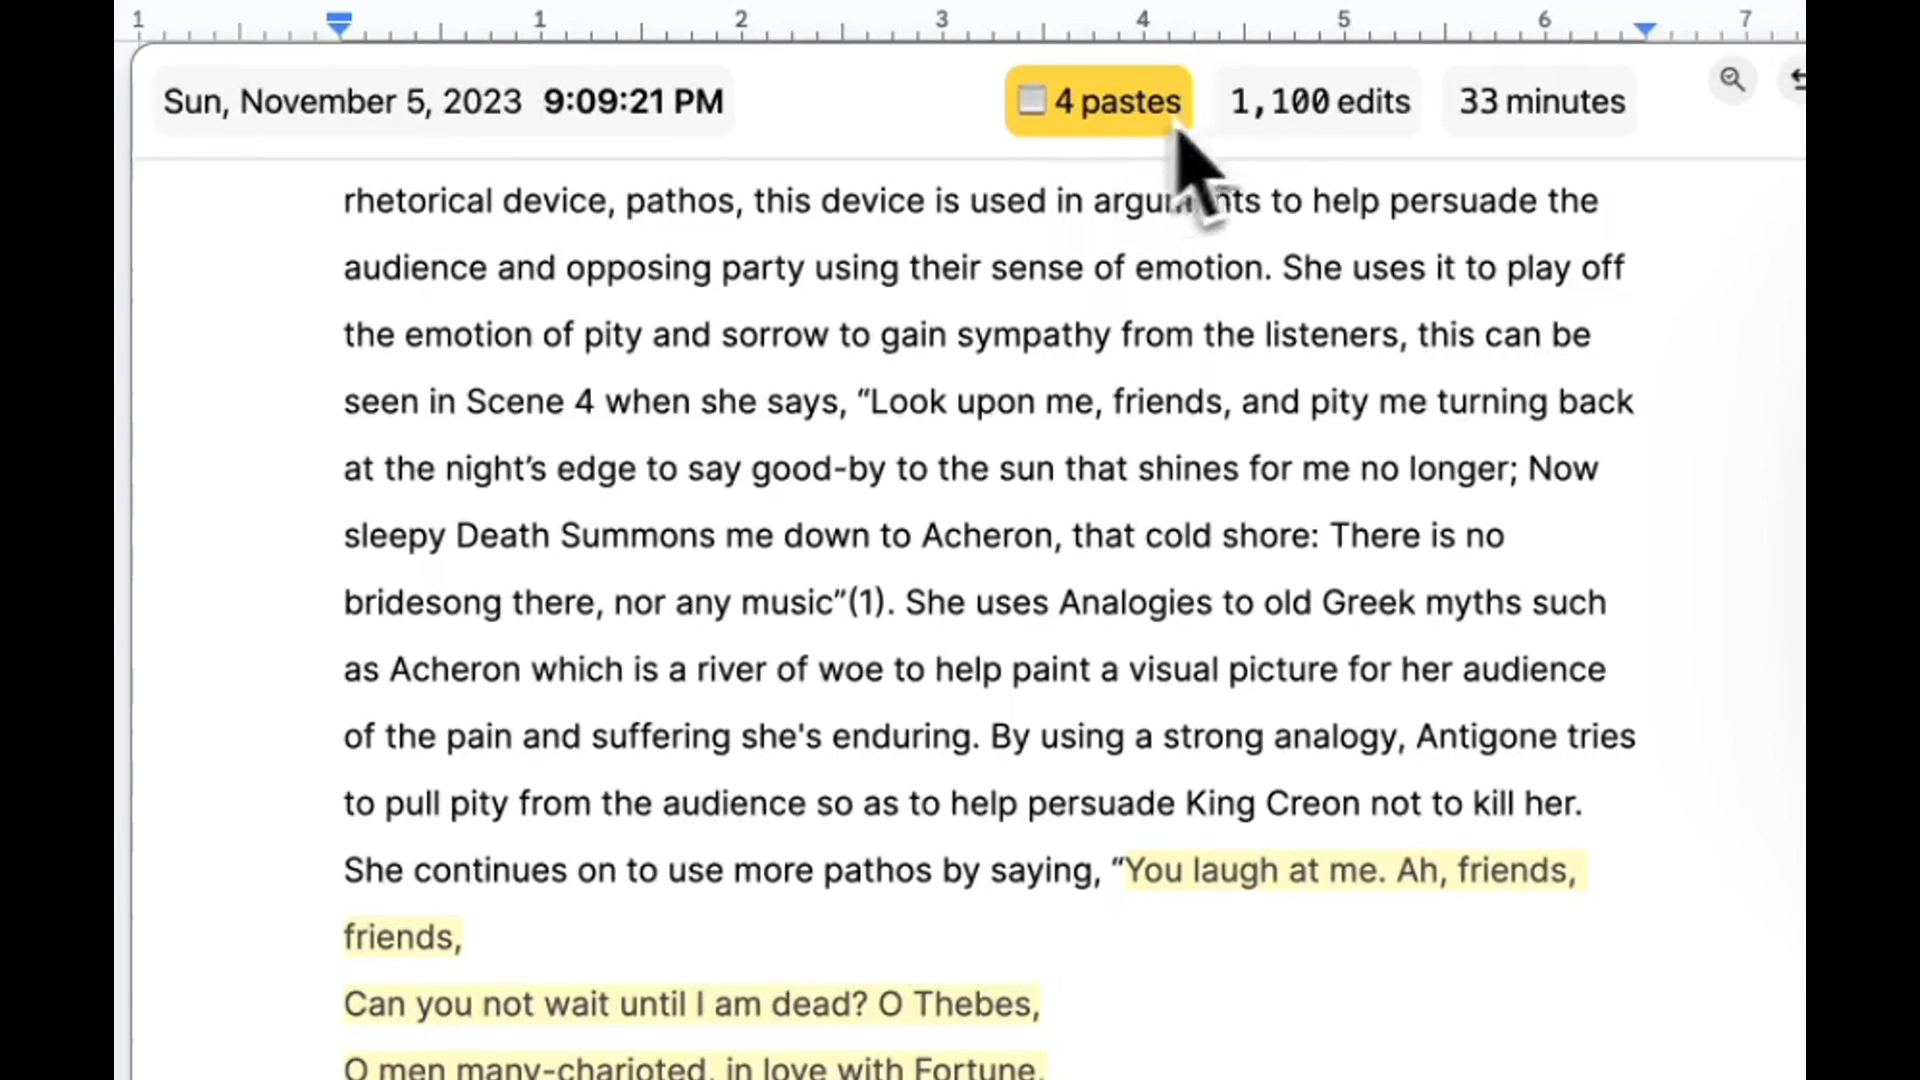 1 1 2 3 4 5 6 7
Sun, November 5, 2023 9:09:21 PM 4 pastes 1,100 edits 33 minutes
rhetorical device, pathos, this device is used in to help persuade the
audience and opposing party using their sense of emotion. She uses it to play off
the emotion of pity and sorrow to gain sympathy from the listeners, this can be
seen in Scene 4 when she says, “Look upon me, friends, and pity me turning back
at the night’s edge to say good-by to the sun that shines for me no longer; Now
sleepy Death Summons me down to Acheron, that cold shore: There is no
bridesong there, nor any music”(1). She uses Analogies to old Greek myths such
as Acheron which is a river of woe to help paint a visual picture for her audience
of the pain and suffering she's enduring. By using a strong analogy, Antigone tries
to pull pity from the audience so as to help persuade King Creon not to kill her.
She continues on to use more pathos by saying, “You laugh at me. Ah, friends,
friends,
Can you not wait until I am dead? O Thebes,
O men many-charioted, in love with Fortune,